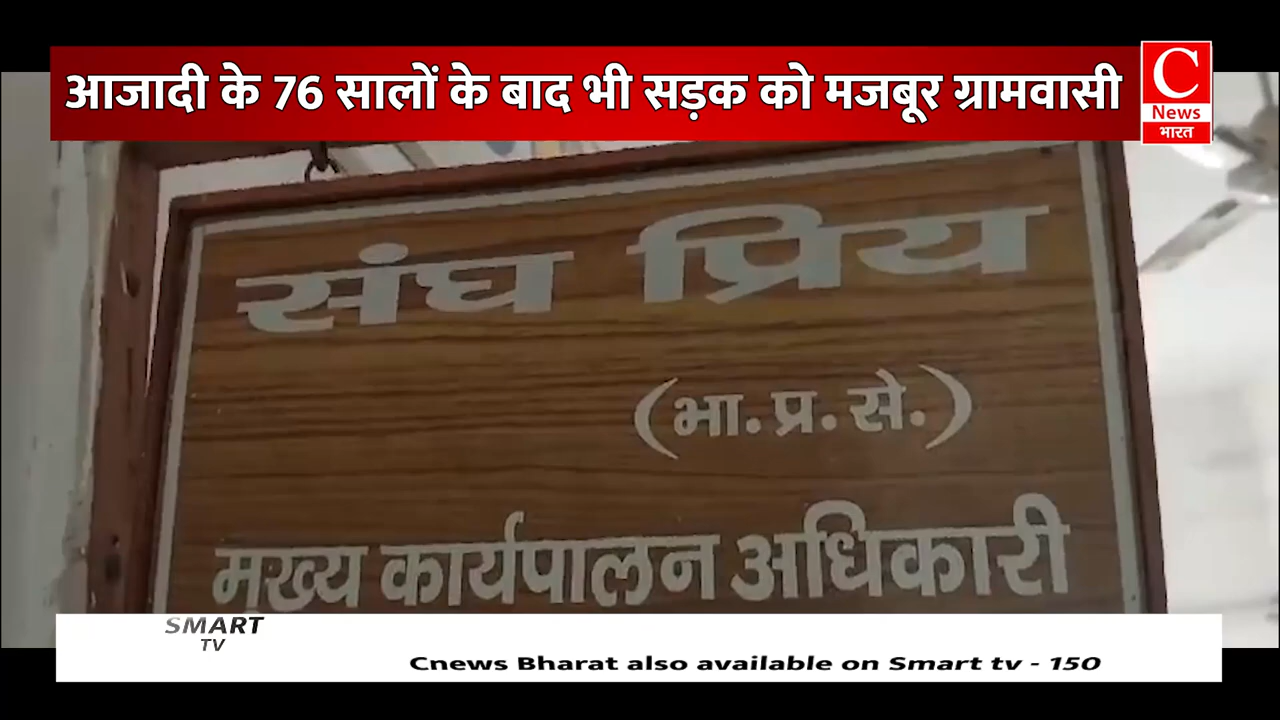 आजादी के 76 सालों के बाद भी सड़क को मजबूर ग्रामवासी
C
News
भारत
संघ प्रिय
(भा. प्र. से.)
मुख्य कार्यपालन अधिकारी
SMART
TV
Cnews Bharat also available on Smart tv - 150